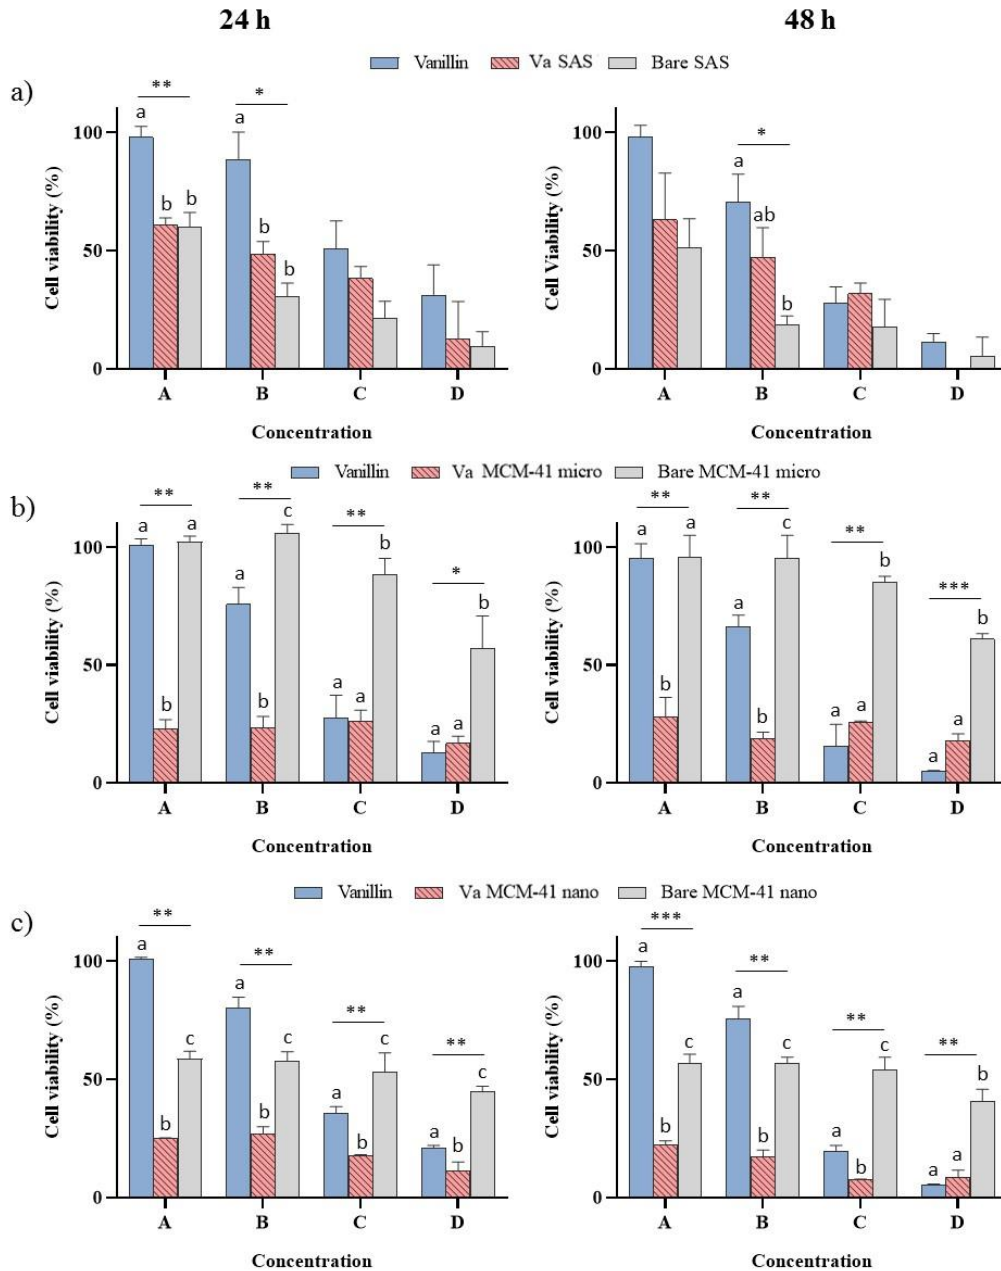 24 h 48 h
Vanillin Va SAS Bare SAS
a)
** *
a a
b b b b
100
50
0
Cell viability (%)
A B C D
Concentration
*
a ab b
100
50
0
Cell Viability (%)
A B C D
Concentration
Vanillin Va MCM-41 micro Bare MCM-41 micro
b)
** ** ** *
a b a a b c a a b a a b
100
50
0
Cell viability (%)
A B C D
Concentration
** ** ** ***
a b a a b c a a b a a b
100
50
0
Cell viability (%)
A B C D
Concentration
Vanillin Va MCM-41 nano Bare MCM-41 nano
c)
** ** ** **
a b c a b c a b c a b c
100
50
0
Cell viability (%)
A B C D
Concentration
*** ** ** **
a b c a b c a b c a a b
100
50
0
Cell viability (%)
A B C D
Concentration